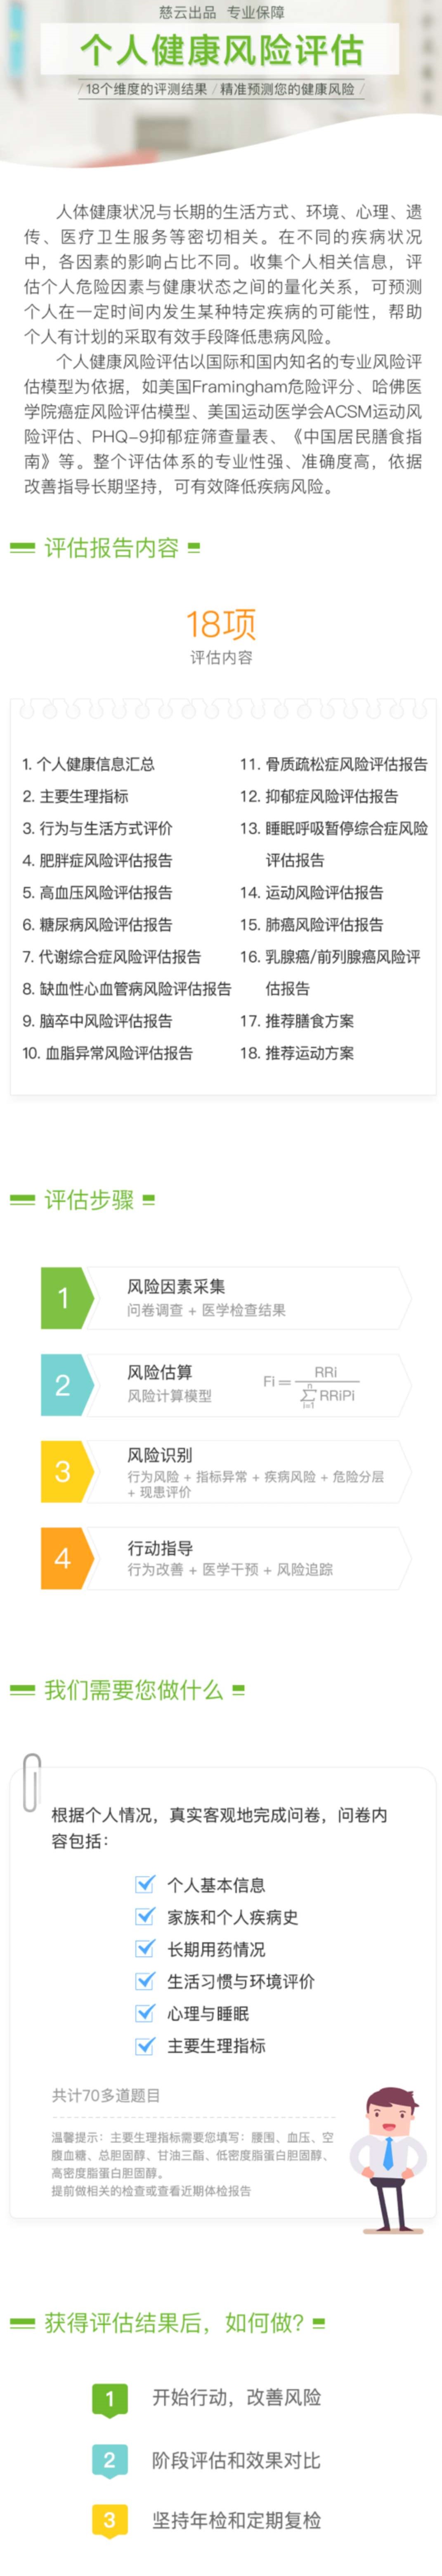 慈云出品 专业保障
个人健康风险评估
/ 18个维度的评测结果 / 精准预测您的健康风险 /
人体健康状况与长期的生活方式、环境、心理、遗
传、医疗卫生服务等密切相关。在不同的疾病状况
中，各因素的影响占比不同。收集个人相关信息，评
估个人危险因素与健康状态之间的量化关系，可预测
个人在一定时间内发生某种特定疾病的可能性，帮助
个人有计划的采取有效手段降低患病风险。
个人健康风险评估以国际和国内知名的专业风险评
估模型为依据，如美国Framingham危险评分、哈佛医
学院癌症风险评估模型、美国运动医学会ACSM运动风
险评估、PHQ-9抑郁症筛查量表、《中国居民膳食指
南》等。整个评估体系的专业性强、准确度高，依据
改善指导长期坚持，可有效降低疾病风险。
评估报告内容
18项
评估内容
1. 个人健康信息汇总
2. 主要生理指标
3. 行为与生活方式评价
4. 肥胖症风险评估报告
5. 高血压风险评估报告
6. 糖尿病风险评估报告
7. 代谢综合症风险评估报告
8. 缺血性心血管病风险评估报告
9. 脑卒中风险评估报告
10. 血脂异常风险评估报告
11. 骨质疏松症风险评估报告
12. 抑郁症风险评估报告
13. 睡眠呼吸暂停综合症风险
评估报告
14. 运动风险评估报告
15. 肺癌风险评估报告
16. 乳腺癌/前列腺癌风险评
估报告
17. 推荐膳食方案
18. 推荐运动方案
评估步骤
1
风险因素采集
问卷调查 + 医学检查结果
2
风险估算
风险计算模型
Fi = RRi / n ∑ i=1 RRiPi
3
风险识别
行为风险 + 指标异常 + 疾病风险 + 危险分层
+ 现患评价
4
行动指导
行为改善 + 医学干预 + 风险追踪
我们需要您做什么
根据个人情况，真实客观地完成问卷，问卷内
容包括：
个人基本信息
家族和个人疾病史
长期用药情况
生活习惯与环境评价
心理与睡眠
主要生理指标
共计70多道题目
温馨提示：主要生理指标需要您填写：腰围、血压、空
腹血糖、总胆固醇、甘油三酯、低密度脂蛋白胆固醇、
高密度脂蛋白胆固醇。
提前做相关的检查或查看近期体检报告
获得评估结果后，如何做?
1 开始行动，改善风险
2 阶段评估和效果对比
3 坚持年检和定期复检